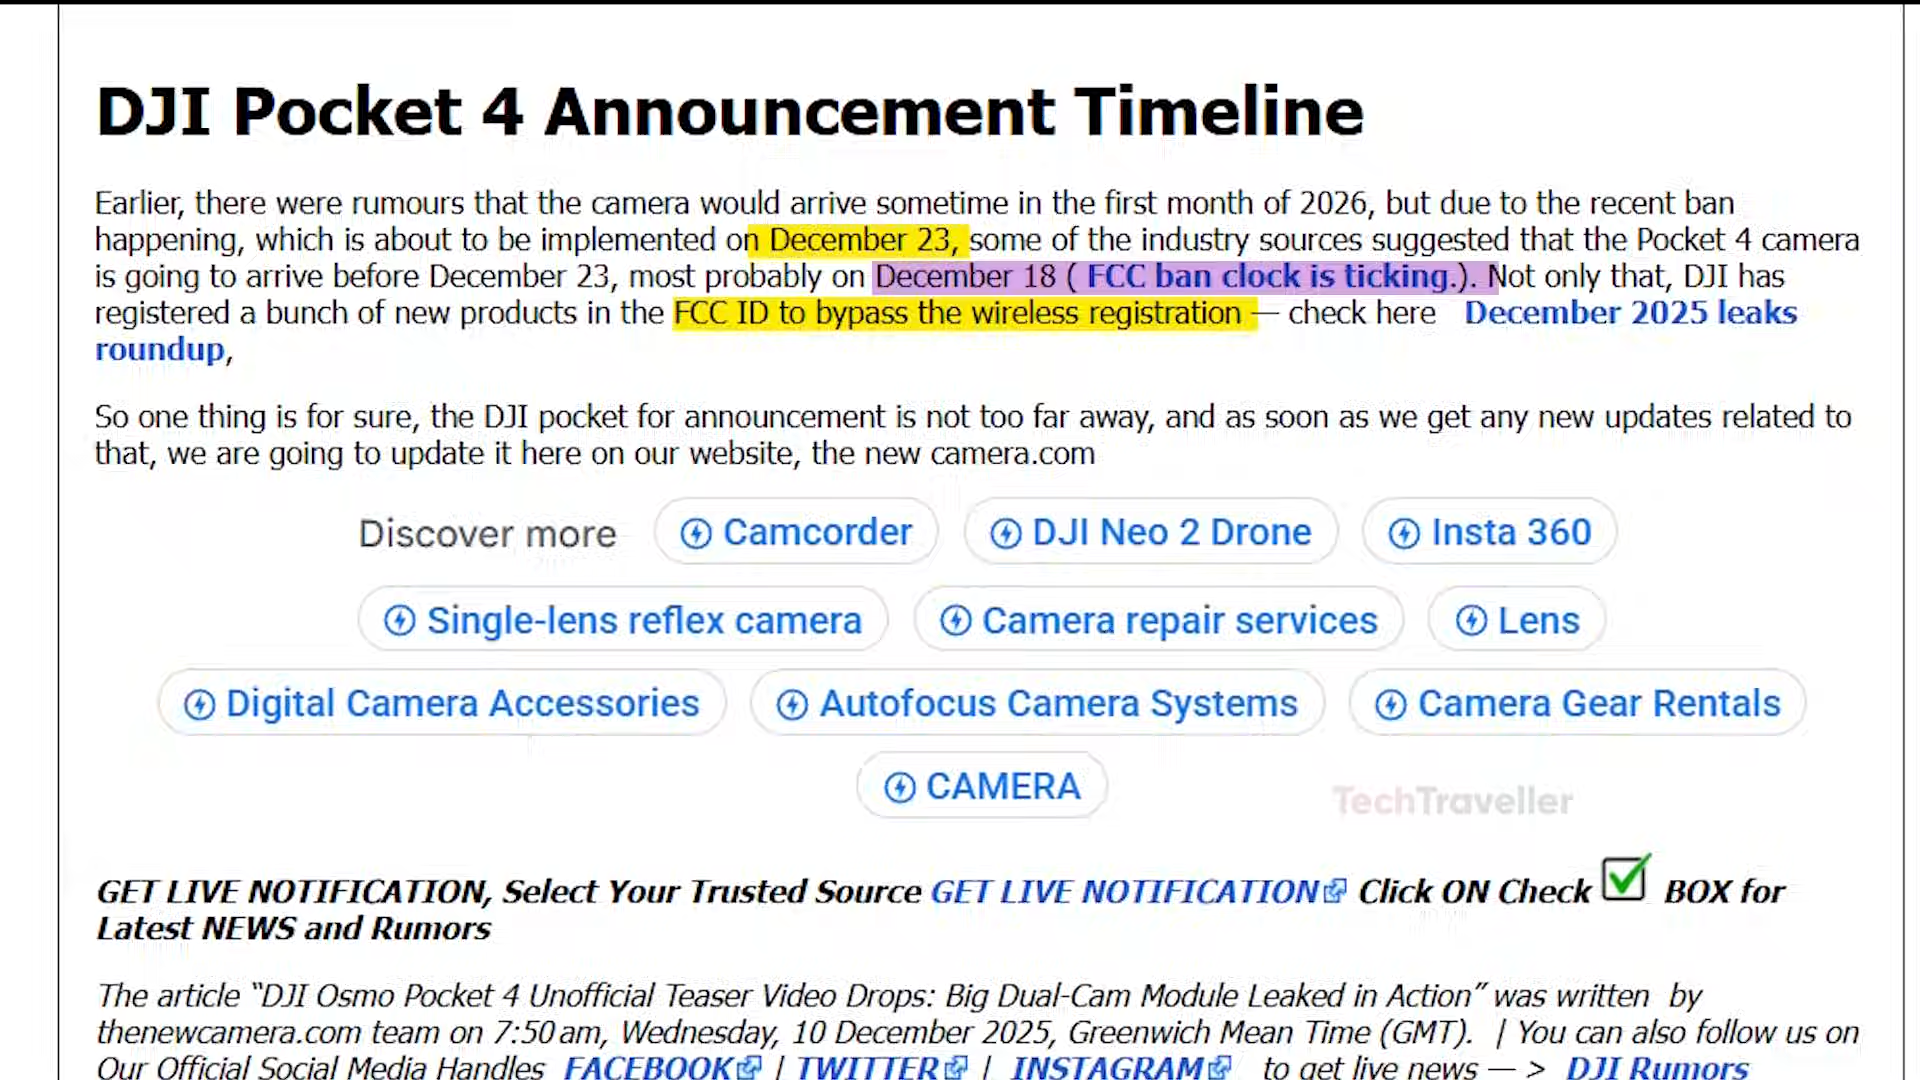 DJI Pocket 4 Announcement Timeline
Earlier, there were rumours that the camera would arrive sometime in the first month of 2026, but due to the recent ban
happening, which is about to be implemented on December 23, some of the industry sources suggested that the Pocket 4 camera
is going to arrive before December 23, most probably on December 18 ( FCC ban clock is ticking.). Not only that, DJI has
registered a bunch of new products in the FCC ID to bypass the wireless registration — check here December 2025 leaks
roundup,
So one thing is for sure, the DJI pocket for announcement is not too far away, and as soon as we get any new updates related to
that, we are going to update it here on our website, the new camera.com
Discover more Camcorder DJI Neo 2 Drone Insta 360
Single-lens reflex camera Camera repair services Lens
Digital Camera Accessories Autofocus Camera Systems Camera Gear Rentals
CAMERA
TechTraveller
GET LIVE NOTIFICATION, Select Your Trusted Source GET LIVE NOTIFICATION Click ON Check BOX for
Latest NEWS and Rumors
The article “DJI Osmo Pocket 4 Unofficial Teaser Video Drops: Big Dual-Cam Module Leaked in Action” was written by
thenewcamera.com team on 7:50 am, Wednesday, 10 December 2025, Greenwich Mean Time (GMT). | You can also follow us on
Our Official Social Media Handles FACEBOOK | TWITTER | INSTAGRAM to get live news — > DJI Rumors